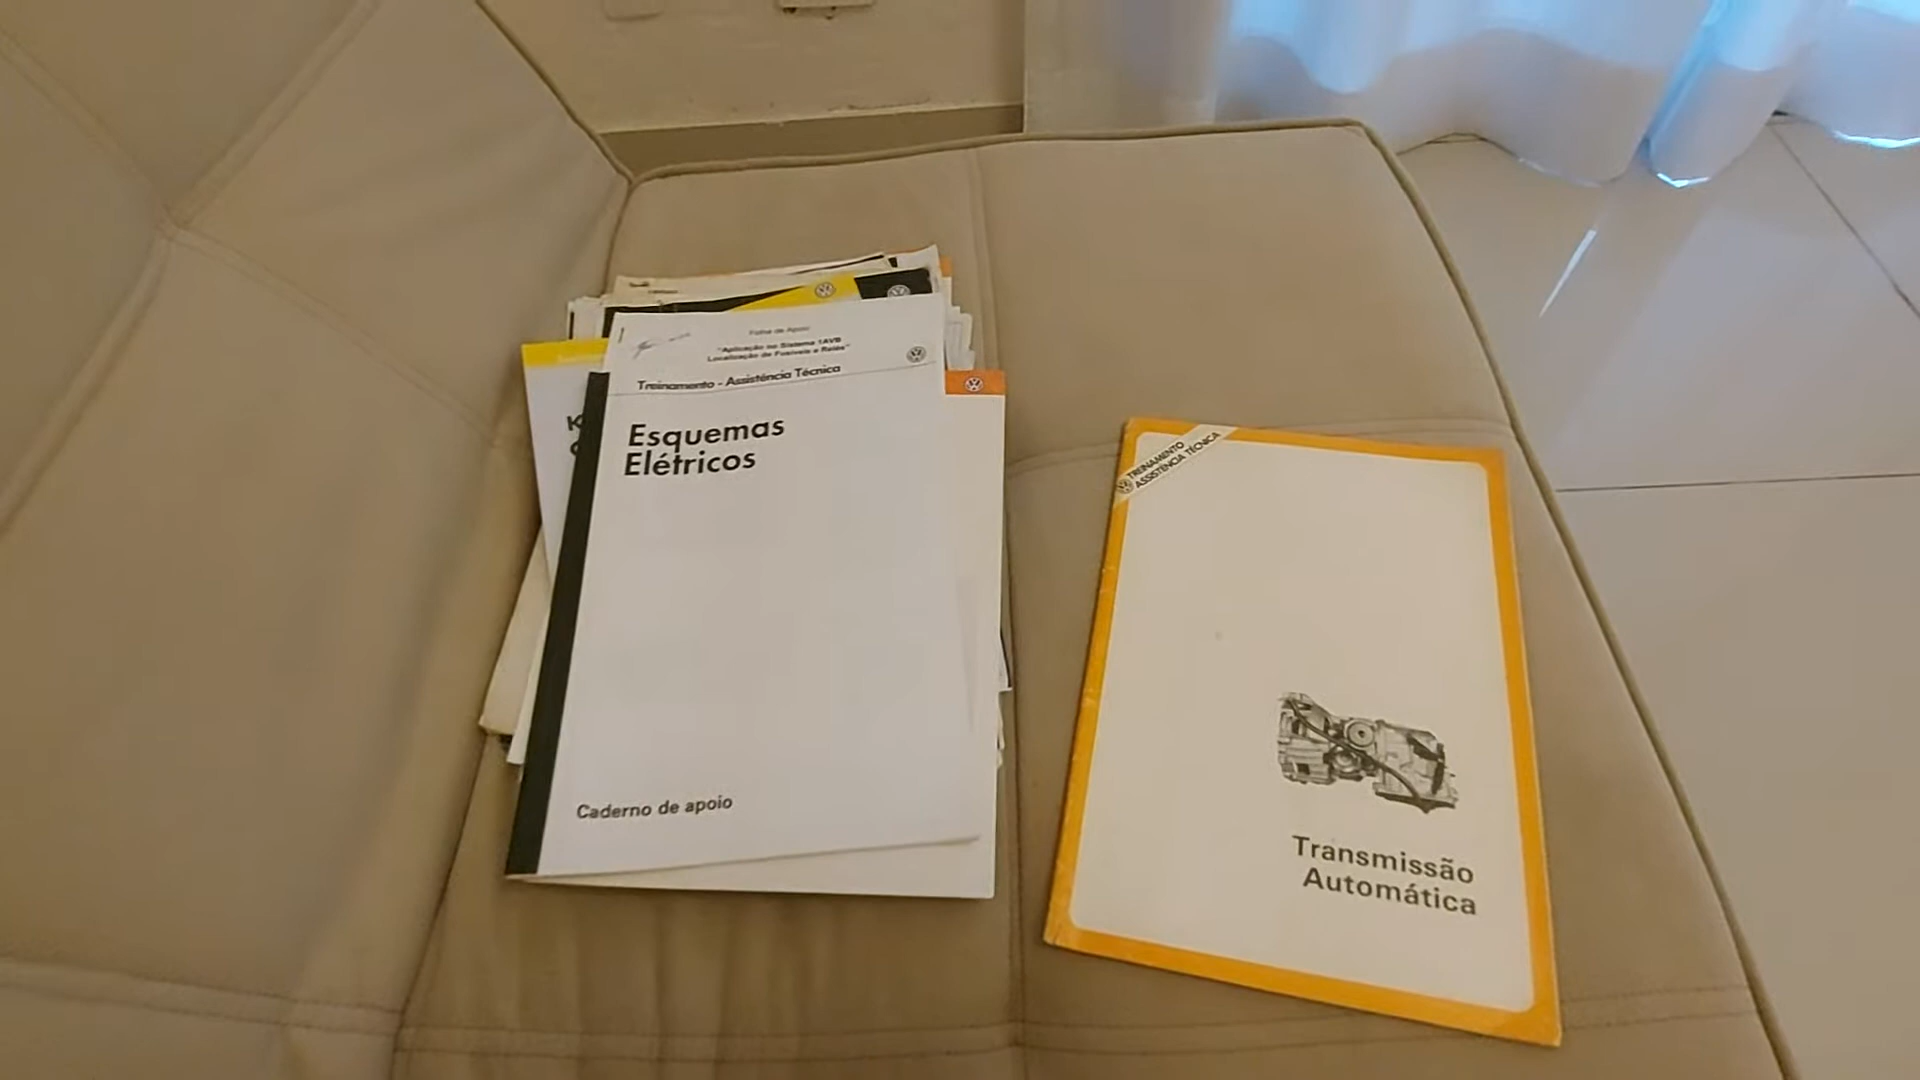 Folha de Apoio
"Aplicação no Sistema 1AVB
Localização de Fusíveis e Relés"
Treinamento - Assistência Técnica
Esquemas
Elétricos
Caderno de apoio
K
TREINAMENTO
ASSISTÊNCIA TÉCNICA
Transmissão
Automática